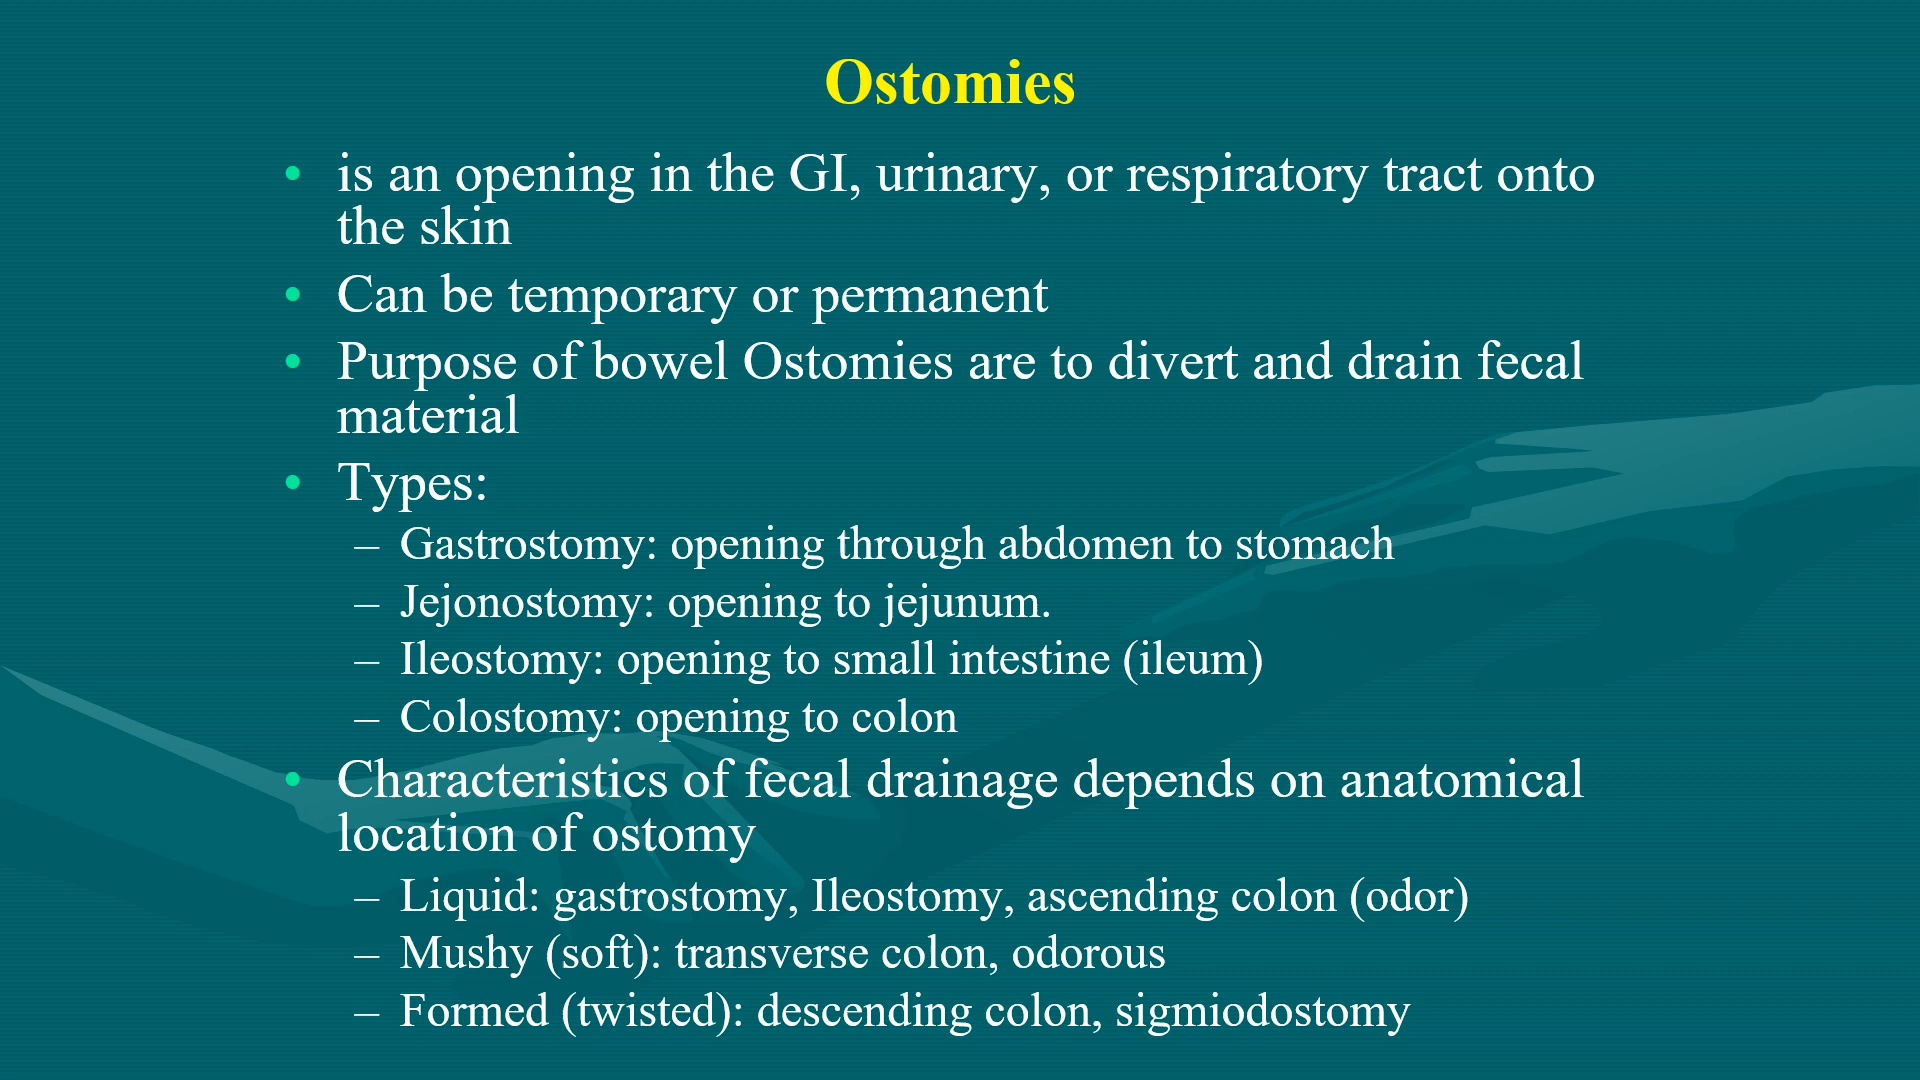 Ostomies
• is an opening in the GI, urinary, or respiratory tract onto
the skin
• Can be temporary or permanent
• Purpose of bowel Ostomies are to divert and drain fecal
material
• Types:
– Gastrostomy: opening through abdomen to stomach
– Jejonostomy: opening to jejunum.
– Ileostomy: opening to small intestine (ileum)
– Colostomy: opening to colon
• Characteristics of fecal drainage depends on anatomical
location of ostomy
– Liquid: gastrostomy, Ileostomy, ascending colon (odor)
– Mushy (soft): transverse colon, odorous
– Formed (twisted): descending colon, sigmiodostomy